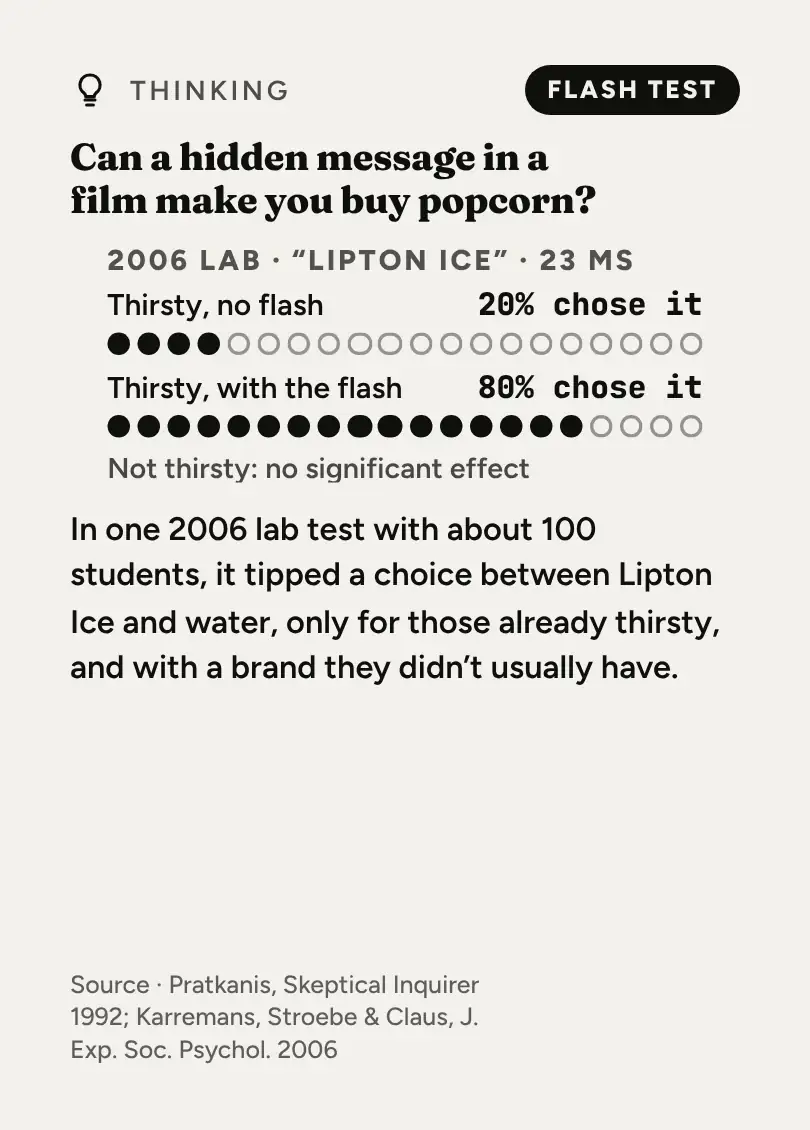 THINKING
FLASH TEST
Can a hidden message in a
film make you buy popcorn?
2006 LAB · “LIPTON ICE” · 23 MS
Thirsty, no flash
20% chose it
Thirsty, with the flash
80% chose it
Not thirsty: no significant effect
In one 2006 lab test with about 100
students, it tipped a choice between Lipton
Ice and water, only for those already thirsty,
and with a brand they didn’t usually have.
Source · Pratkanis, Skeptical Inquirer
1992; Karremans, Stroebe & Claus, J.
Exp. Soc. Psychol. 2006